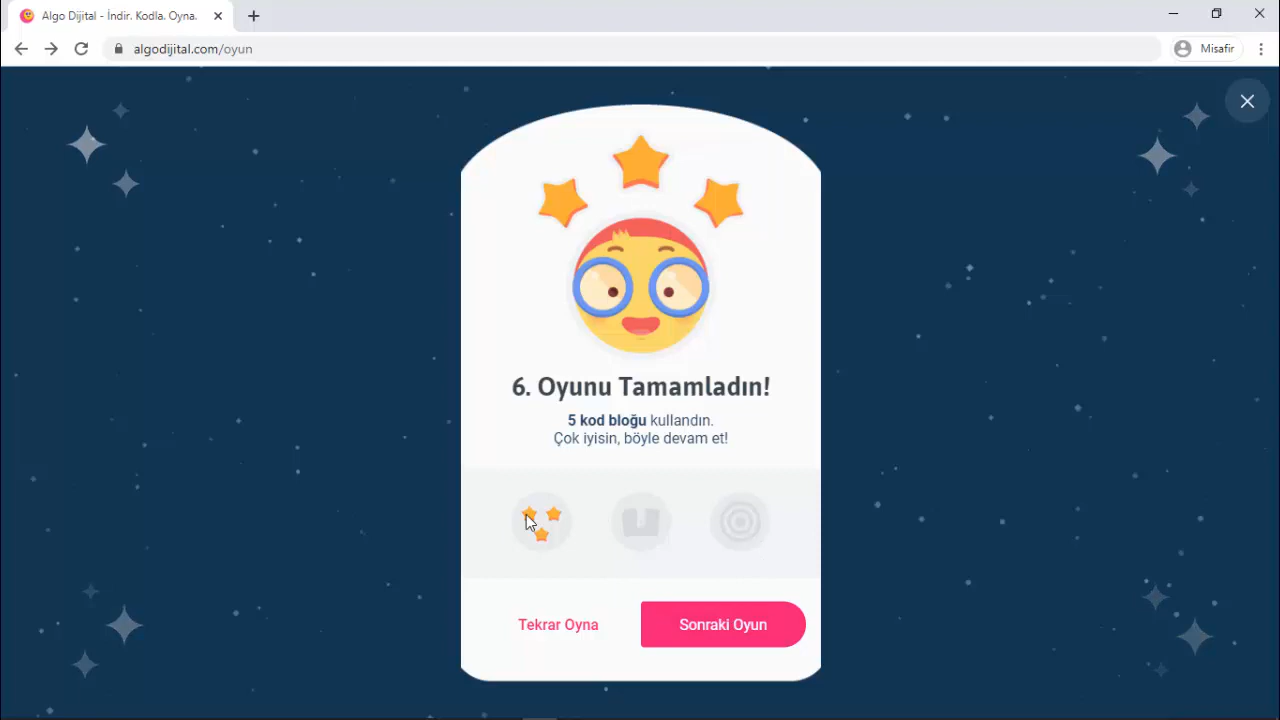 Algo Dijital - İndir. Kodla. Oyna.
algodijital.com/oyun
Misafir
6. Oyunu Tamamladın!
5 kod bloğu kullandın.
Çok iyisin, böyle devam et!
Tekrar Oyna
Sonraki Oyun